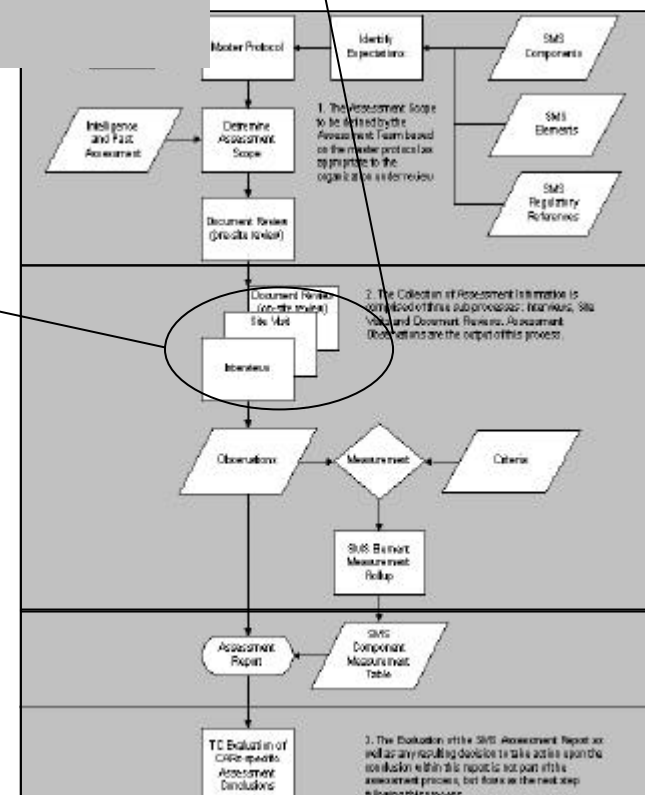 Master Protocol
Identify
Expectations
SMS
Components
Intelligence
and Past
Assessment
Determine
Assessment
Scope
1. The Assessment Scope
to be defined by the
Assessment Team based
on the master protocol as
appropriate to the
organization under review
SMS
Elements
SMS
Regulatory
References
Document Review
(pre-site review)
Document Review
(on-site review)
Site Visit
Interviews
2. The Collection of Assessment Information is
comprised of three sub processes: Interviews, Site
Visits and Document Reviews. Assessment
Observations are the output of this process.
Observations
Measurement
Criteria
SMS Element
Measurement
Rollup
Assessment
Report
SMS
Component
Measurement
Table
TC Evaluation of
CARs-specific
Assessment
Conclusions
3. The Evaluation of the SMS Assessment Report as
well as any resulting decision to take action upon the
conclusion within this report is not part of the
assessment process, but flows as the next step
following this process